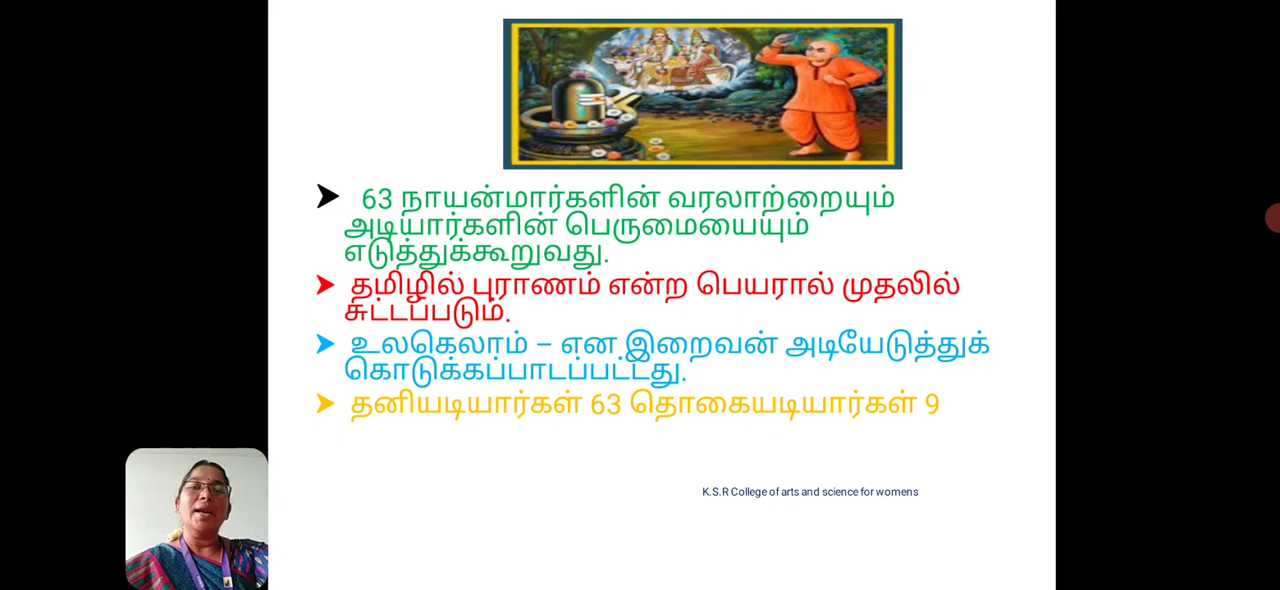 63 நாயன்மார்களின் வரலாற்றையும்
அடியார்களின் பெருமையையும்
எடுத்துக்கூறுவது.
தமிழில் புராணம் என்ற பெயரால் முதலில்
சுட்டப்படும்.
உலகெலாம் – என இறைவன் அடியேடுத்துக்
கொடுக்கப்பாடப்பட்டது.
தனியடியார்கள் 63 தொகையடியார்கள் 9
K.S.R College of arts and science for womens